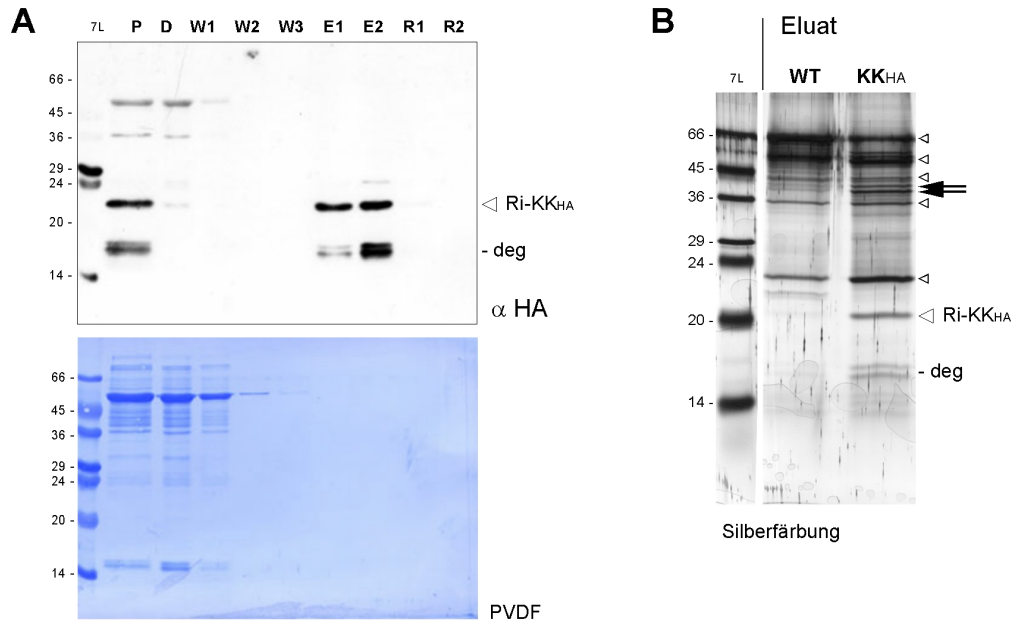 A
7L P D W1 W2 W3 E1 E2 R1 R2
66 -
45 -
36 -
29 -
24 -
20 -
14 -
Ri-KKHA
- deg
α HA
66 -
45 -
36 -
29 -
24 -
20 -
14 -
PVDF
B
Eluat
7L WT KKHA
66 -
45 -
36 -
29 -
24 -
20 -
14 -
Ri-KKHA
- deg
Silberfärbung